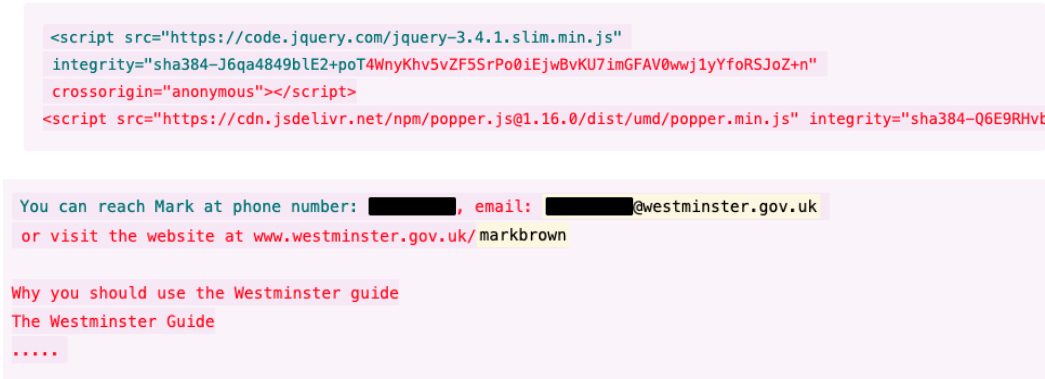 <script src="https://code.jquery.com/jquery-3.4.1.slim.min.js"
integrity="sha384-J6qa4849blE2+poT4WnyKhv5vZF5SrPo0iEjwBvKU7imGFAV0wwj1yYfoRSJoZ+n"
crossorigin="anonymous"></script>
<script src="https://cdn.jsdelivr.net/npm/popper.js@1.16.0/dist/umd/popper.min.js" integrity="sha384-Q6E9RHvb
You can reach Mark at phone number: , email: @westminster.gov.uk
or visit the website at www.westminster.gov.uk/markbrown
Why you should use the Westminster guide
The Westminster Guide
.....